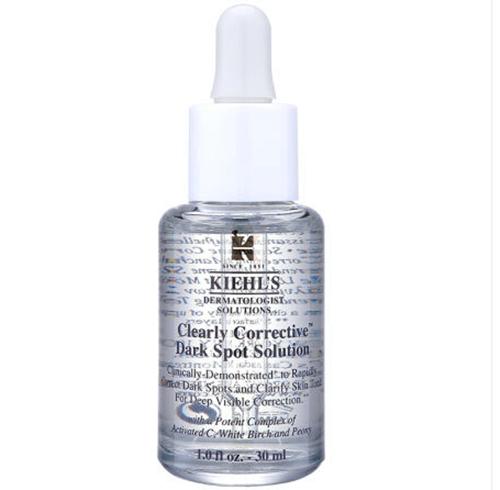 SINCE 1851
KIEHL'S
DERMATOLOGIST
SOLUTIONS
Clearly Corrective™
Dark Spot Solution
Clinically-Demonstrated* to Rapidly
Correct Dark Spots and Clarify Skin Tone
For Deep Visible Correction.**
with a Potent Complex of
Activated C, White Birch and Peony
1.0 fl oz. - 30 ml